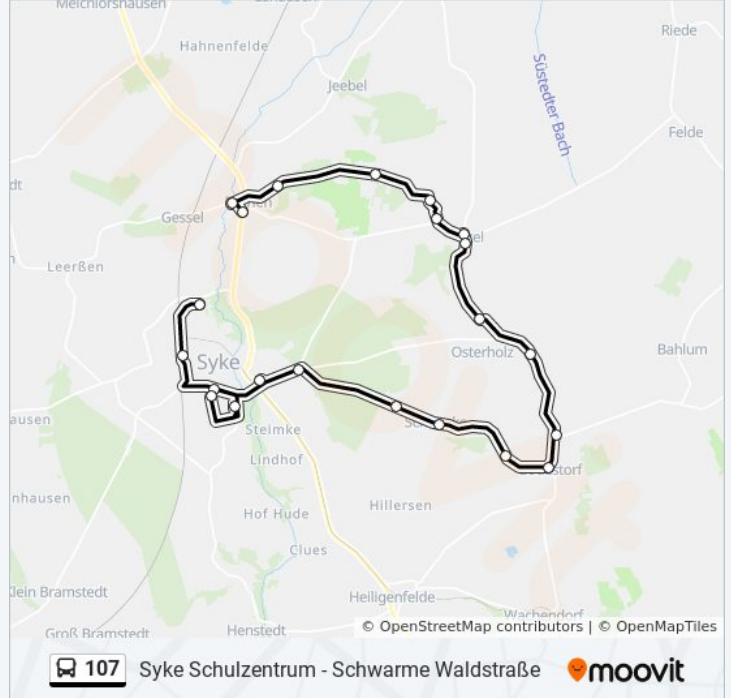 Melchiorshausen
Hahnenfelde
Riede
Jeebel
Süstedter Bach
Felde
Gessel
Leerßen
Syke
Osterholz
Bahlum
Steimke
Lindhof
Hof Hude
Hillersen
Clues
Klein Bramstedt
Heiligenfelde
Wachendorf
Groß Bramstedt
Henstedt
© OpenStreetMap contributors | © OpenMapTiles
107 Syke Schulzentrum - Schwarme Waldstraße moovit